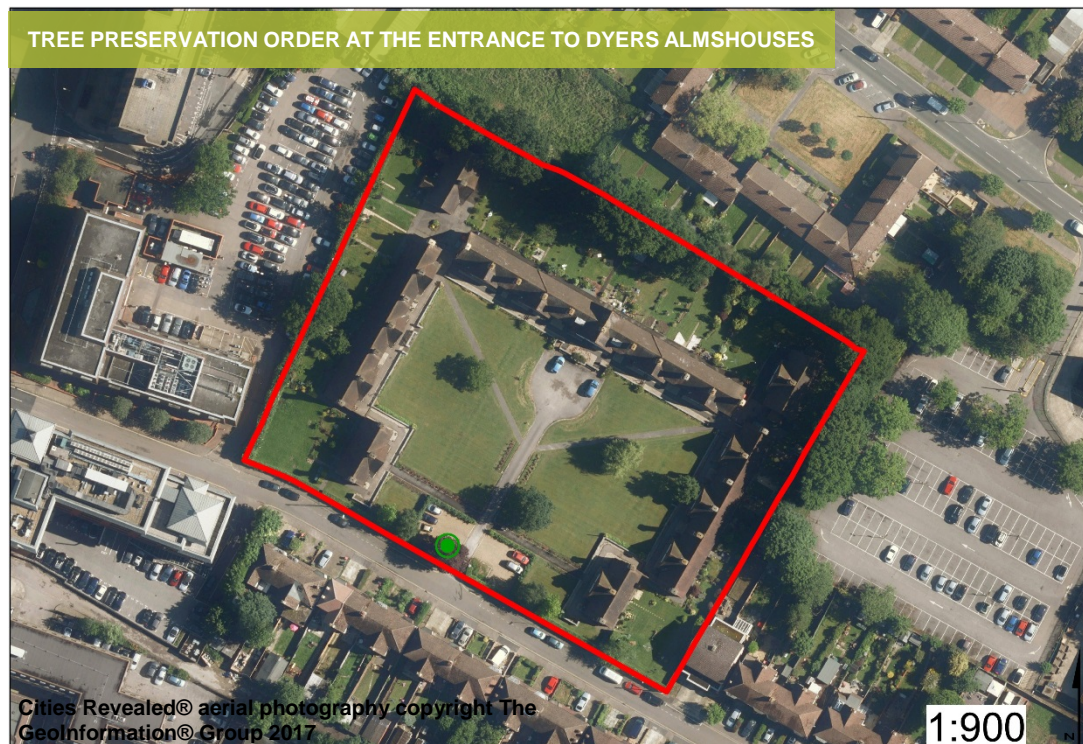 TREE PRESERVATION ORDER AT THE ENTRANCE TO DYERS ALMSHOUSES
Cities Revealed® aerial photography copyright The
GeoInformation® Group 2017
1:900
N